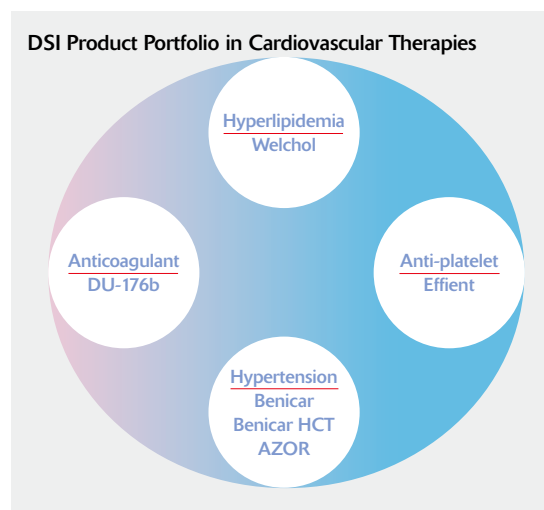 DSI Product Portfolio in Cardiovascular Therapies
Hyperlipidemia
Welchol
Anticoagulant
DU-176b
Anti-platelet
Effient
Hypertension
Benicar
Benicar HCT
AZOR